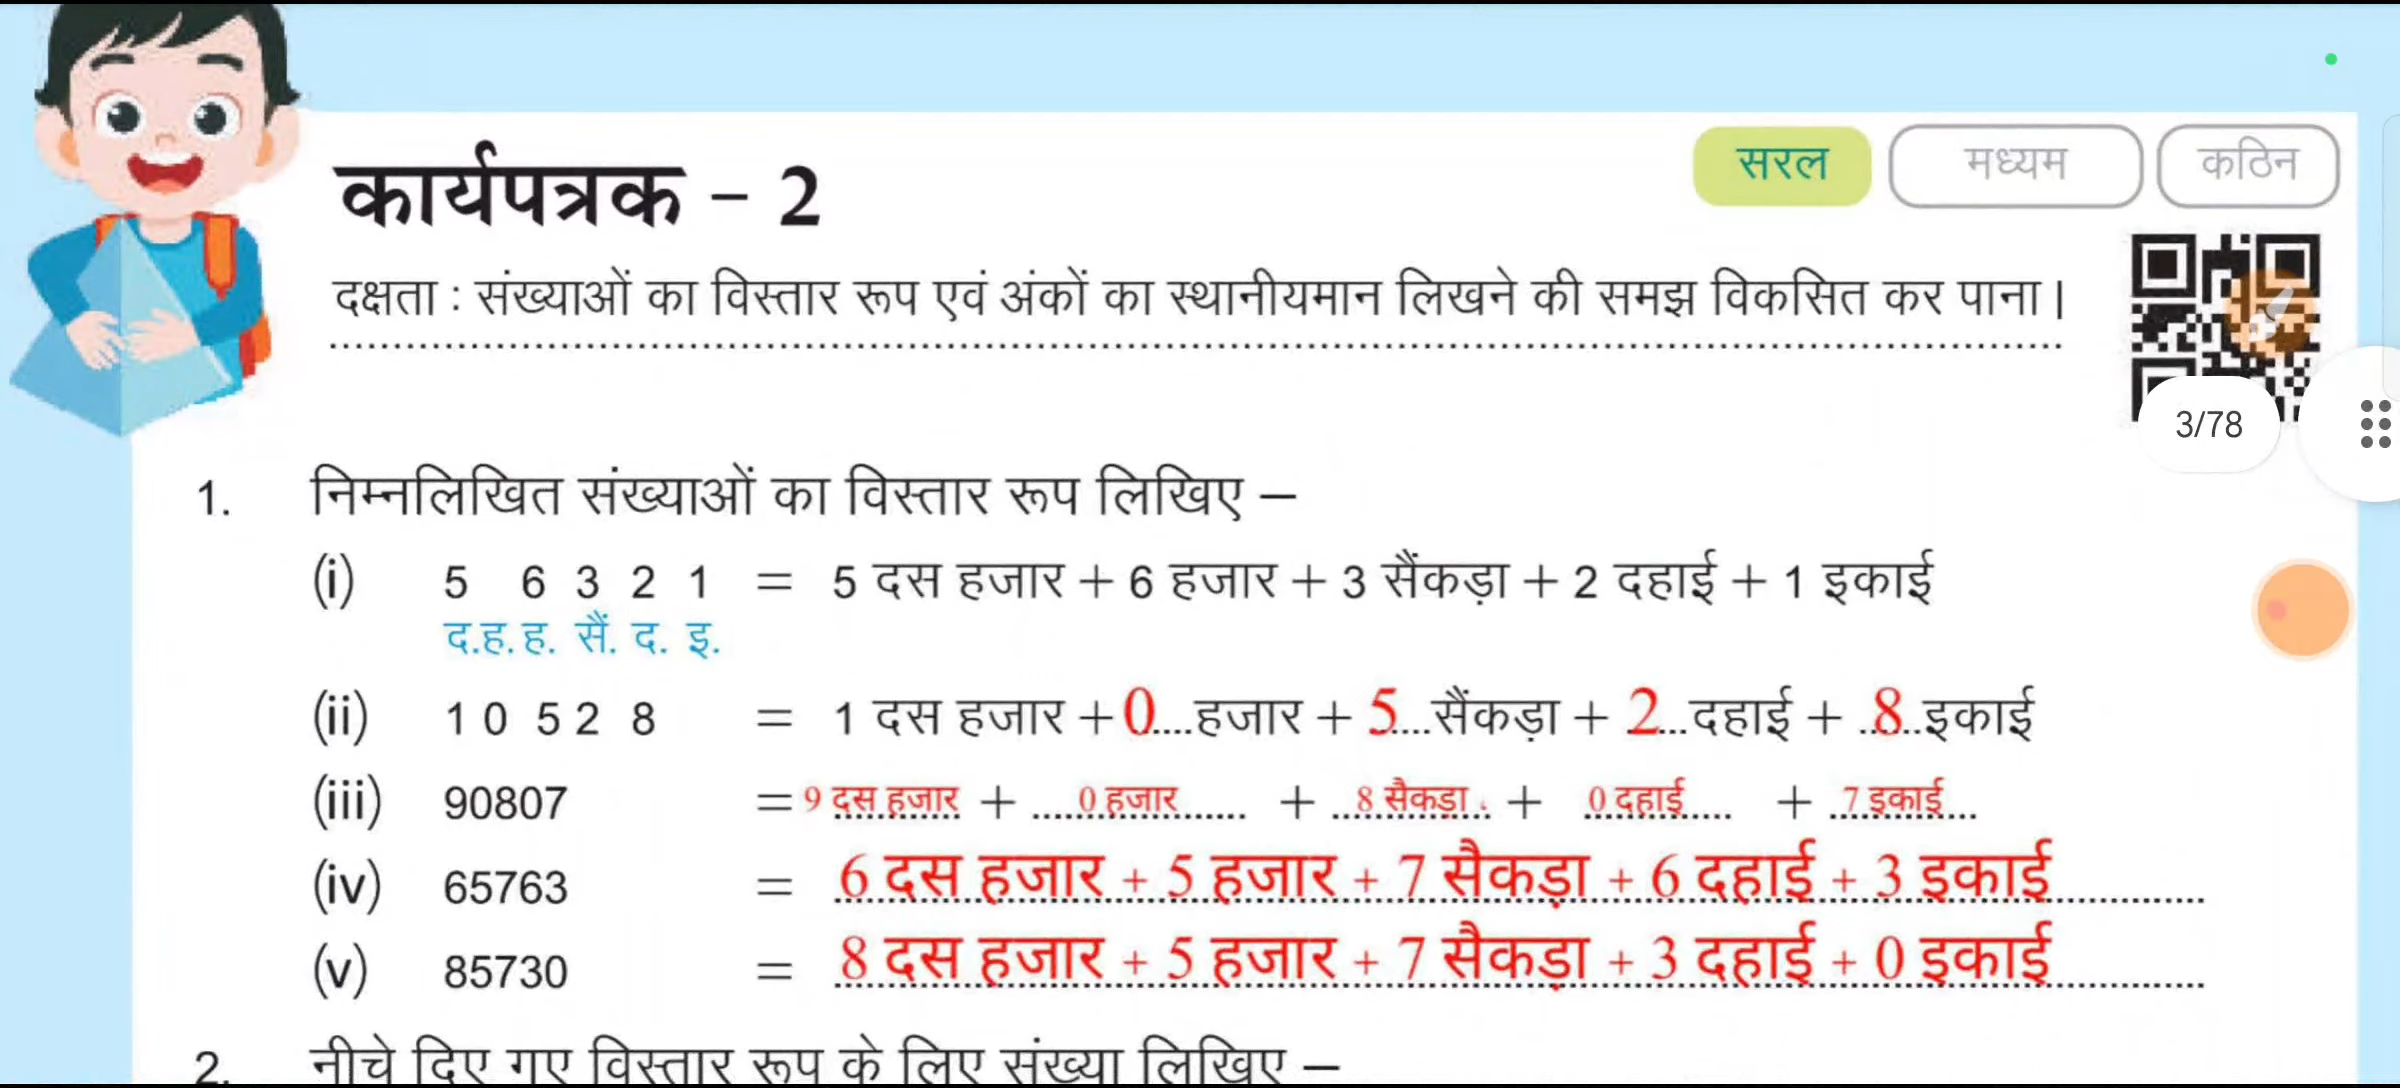 सरल मध्यम कठिन
कार्यपत्रक – 2
दक्षता : संख्याओं का विस्तार रूप एवं अंकों का स्थानीयमान लिखने की समझ विकसित कर पाना।
3/78
1. निम्नलिखित संख्याओं का विस्तार रूप लिखिए –
(i) 5 6 3 2 1 = 5 दस हजार + 6 हजार + 3 सैंकड़ा + 2 दहाई + 1 इकाई
द.ह. ह. सैं. द. इ.
(ii) 1 0 5 2 8 = 1 दस हजार + 0....हजार + 5....सैंकड़ा + 2....दहाई + ..8..इकाई
(iii) 90807 = 9 दस हजार + ....0 हजार...... + ..8 सैकड़ा . + 0 दहाई.... + ..7 इकाई...
(iv) 65763 = 6 दस हजार + 5 हजार + 7 सैकड़ा + 6 दहाई + 3 इकाई
(v) 85730 = 8 दस हजार + 5 हजार + 7 सैकड़ा + 3 दहाई + 0 इकाई
2. नीचे दिए गए विस्तार रूप के लिए संख्या लिखिए –